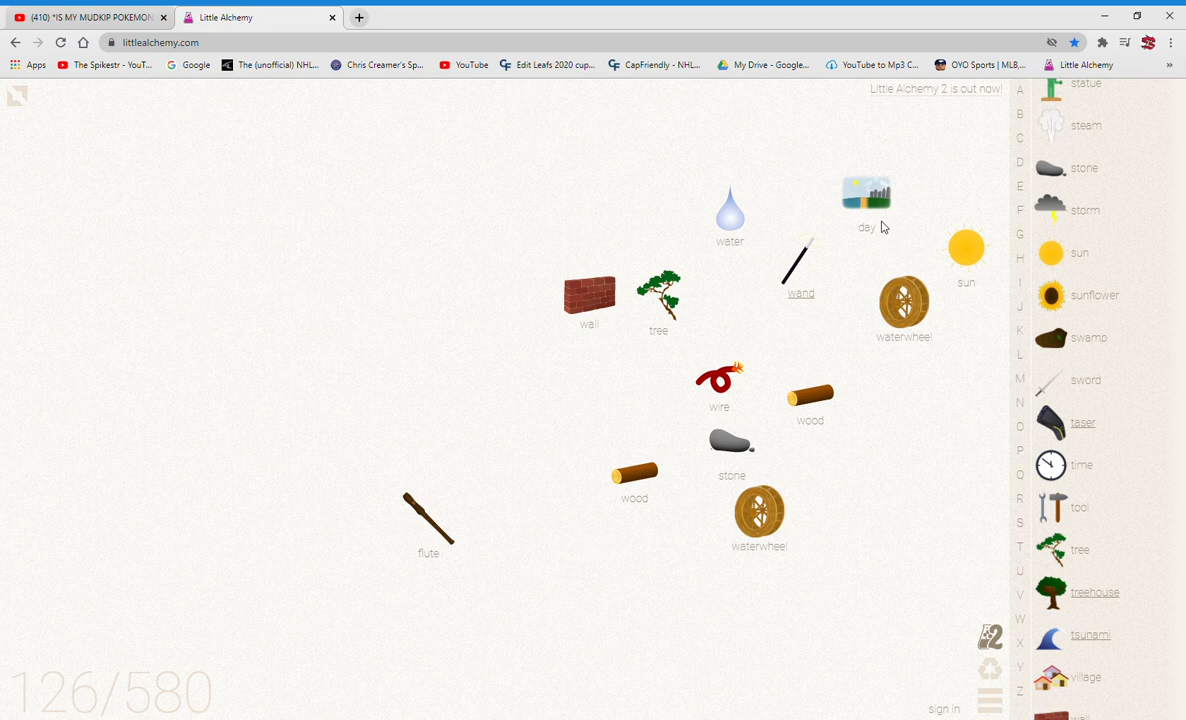 (410) *IS MY MUDKIP POKEMON
Little Alchemy
littlealchemy.com
Apps
The Spikestr - YouT...
Google
The (unofficial) NHL...
Chris Creamer's Sp...
YouTube
Edit Leafs 2020 cup...
CapFriendly - NHL...
My Drive - Google...
YouTube to Mp3 C...
OYO Sports | MLB,...
Little Alchemy
»
Little Alchemy 2 is out now!
water
day
wand
sun
wall
tree
waterwheel
wire
wood
stone
wood
waterwheel
flute
126/580
2
sign in
A
B
C
D
E
F
G
H
I
J
K
L
M
N
O
P
Q
R
S
T
U
V
W
X
Y
Z
statue
steam
stone
storm
sun
sunflower
swamp
sword
taser
time
tool
tree
treehouse
tsunami
village
wall